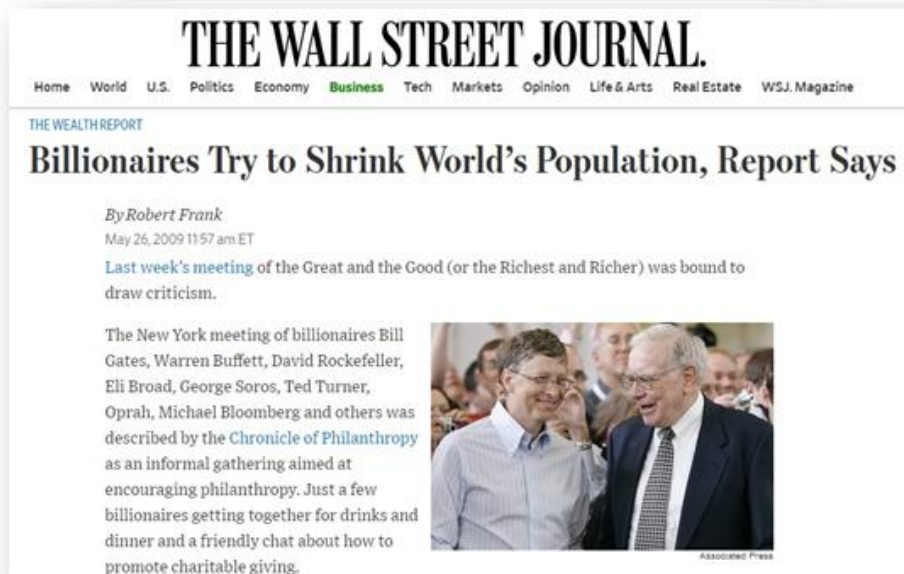 THE WALL STREET JOURNAL.
Home World U.S. Politics Economy Business Tech Markets Opinion Life & Arts Real Estate WSJ. Magazine
THE WEALTH REPORT
Billionaires Try to Shrink World's Population, Report Says
By Robert Frank
May 26, 2009 11:57 am ET
Last week's meeting of the Great and the Good (or the Richest and Richer) was bound to
draw criticism.
The New York meeting of billionaires Bill
Gates, Warren Buffett, David Rockefeller,
Eli Broad, George Soros, Ted Turner,
Oprah, Michael Bloomberg and others was
described by the Chronicle of Philanthropy
as an informal gathering aimed at
encouraging philanthropy. Just a few
billionaires getting together for drinks and
dinner and a friendly chat about how to
promote charitable giving.
Associated Press